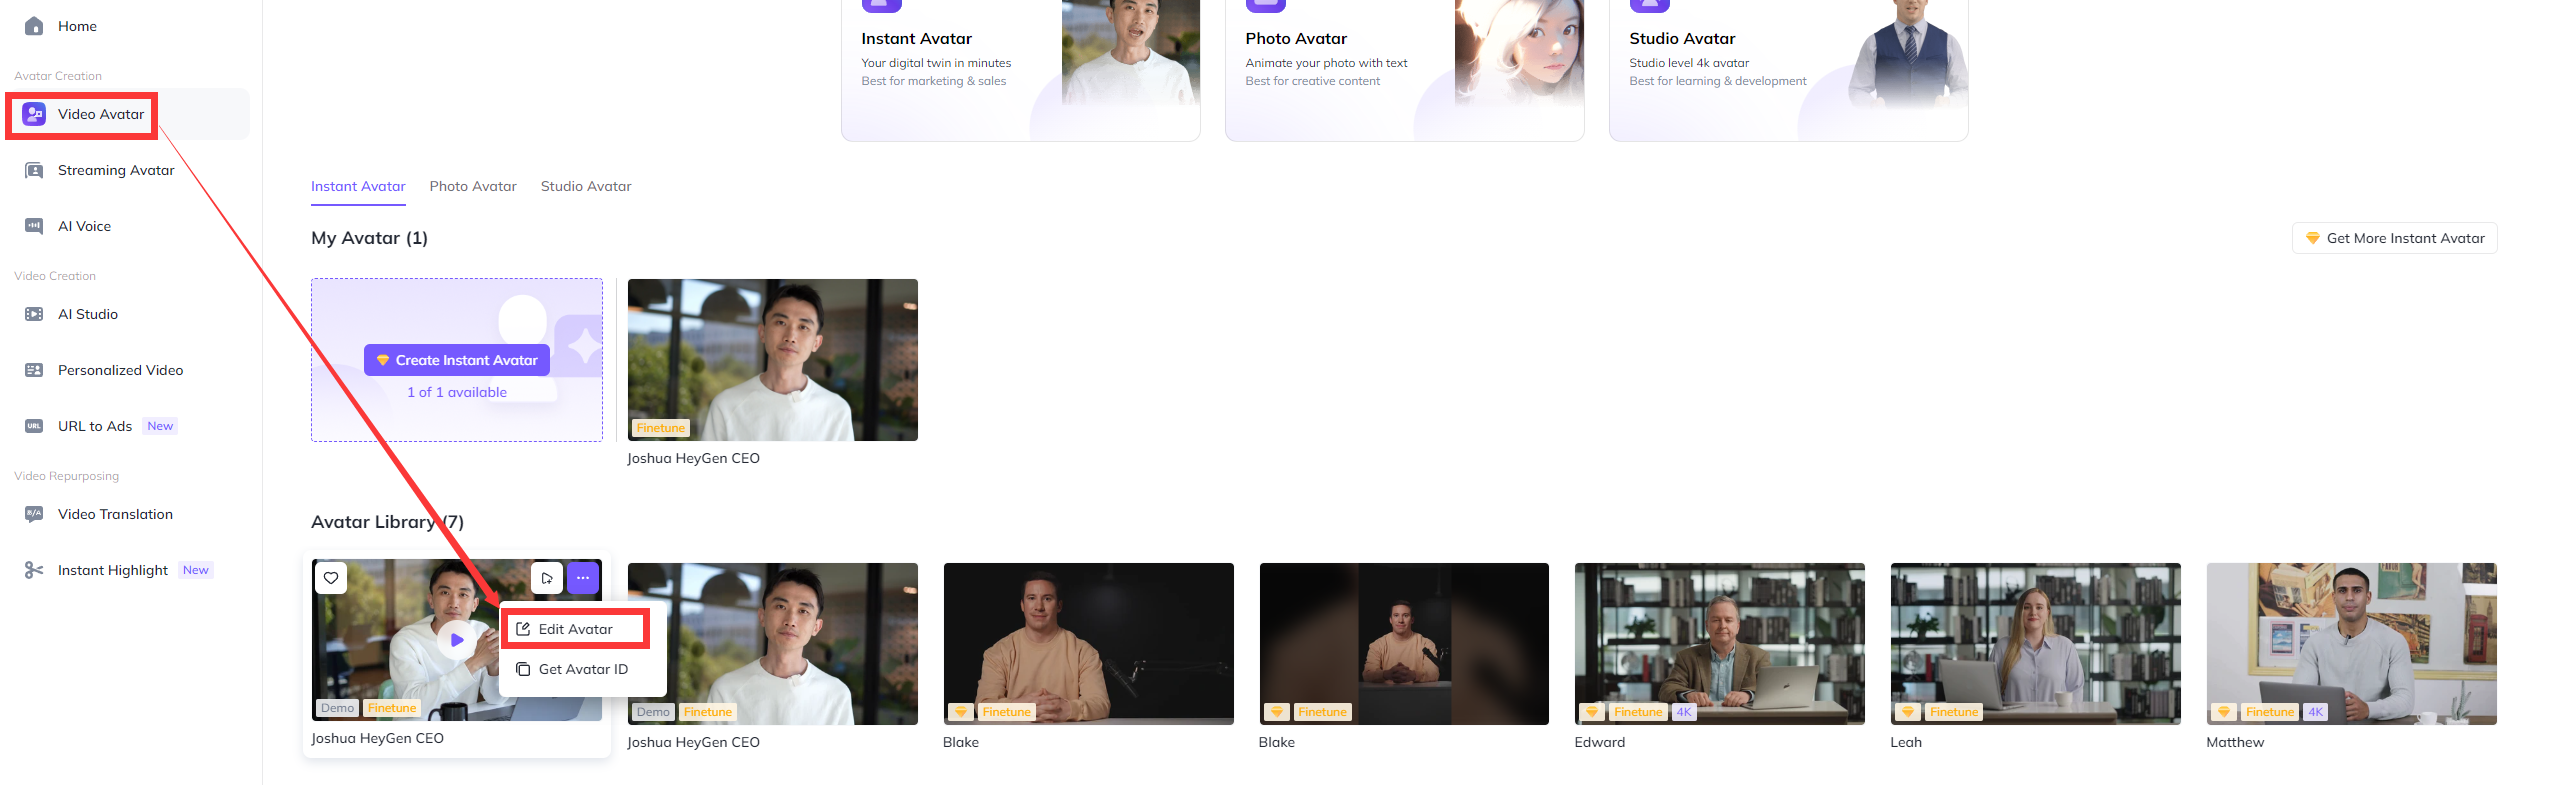 Home
Avatar Creation
Video Avatar
Streaming Avatar
AI Voice
Video Creation
AI Studio
Personalized Video
URL
URL to Ads New
Video Repurposing
Video Translation
Instant Highlight New
Instant Avatar
Your digital twin in minutes
Best for marketing & sales
Photo Avatar
Animate your photo with text
Best for creative content
Studio Avatar
Studio level 4k avatar
Best for learning & development
Instant Avatar Photo Avatar Studio Avatar
My Avatar (1)
Get More Instant Avatar
Create Instant Avatar
1 of 1 available
Finetune
Joshua HeyGen CEO
Avatar Library (7)
Edit Avatar
Get Avatar ID
Demo Finetune
Joshua HeyGen CEO
Demo Finetune
Joshua HeyGen CEO
Finetune
Blake
Finetune
Blake
Finetune 4K
Edward
Finetune
Leah
Finetune 4K
Matthew